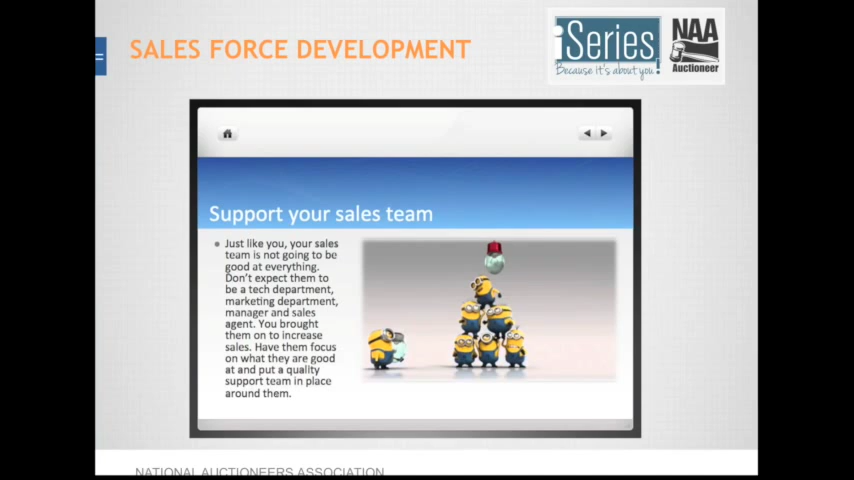 SALES FORCE DEVELOPMENT
iSeries
Because it's about you!
NAA
Auctioneer
Support your sales team
Just like you, your sales
team is not going to be
good at everything.
Don't expect them to
be a tech department,
marketing department,
manager and sales
agent. You brought
them on to increase
sales. Have them focus
on what they are good
at and put a quality
support team in place
around them.
NATIONAL AUCTIONEERS ASSOCIATION